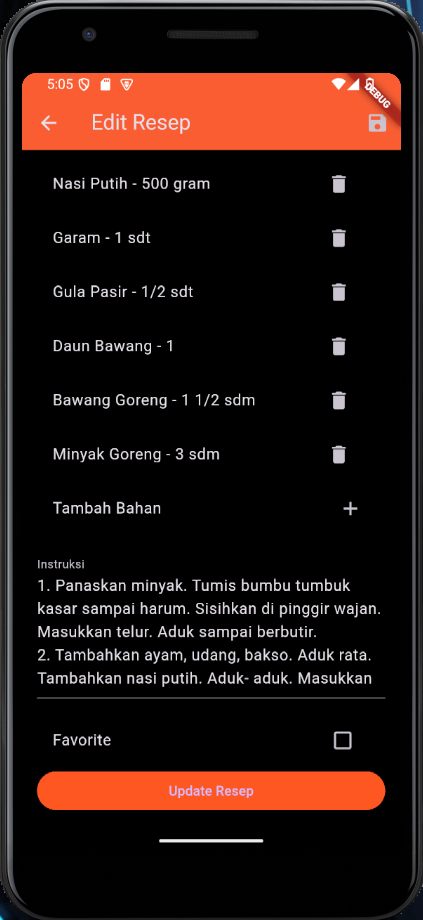 5:05
DEBUG
Edit Resep
Nasi Putih - 500 gram
Garam - 1 sdt
Gula Pasir - 1/2 sdt
Daun Bawang - 1
Bawang Goreng - 1 1/2 sdm
Minyak Goreng - 3 sdm
Tambah Bahan
Instruksi
1. Panaskan minyak. Tumis bumbu tumbuk
kasar sampai harum. Sisihkan di pinggir wajan.
Masukkan telur. Aduk sampai berbutir.
2. Tambahkan ayam, udang, bakso. Aduk rata.
Tambahkan nasi putih. Aduk- aduk. Masukkan
Favorite
Update Resep